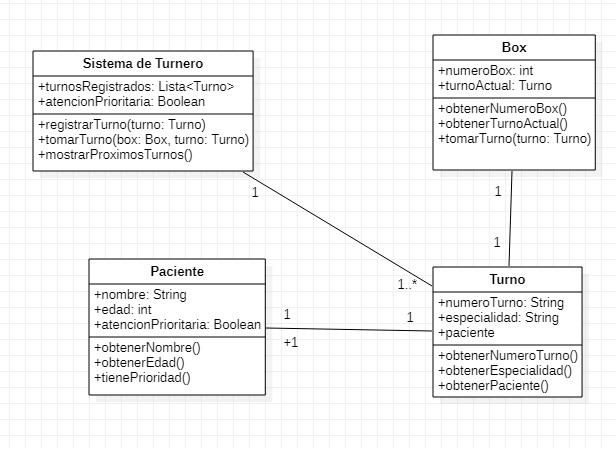 Sistema de Turnero
+turnosRegistrados: Lista<Turno>
+atencionPrioritaria: Boolean
+registrarTurno(turno: Turno)
+tomarTurno(box: Box, turno: Turno)
+mostrarProximosTurnos()
Box
+numeroBox: int
+turnoActual: Turno
+obtenerNumeroBox()
+obtenerTurnoActual()
+tomarTurno(turno: Turno)
1
1
1
1..*
Paciente
+nombre: String
+edad: int
+atencionPrioritaria: Boolean
+obtenerNombre()
+obtenerEdad()
+tienePrioridad()
1
+1
1
Turno
+numeroTurno: String
+especialidad: String
+paciente
+obtenerNumeroTurno()
+obtenerEspecialidad()
+obtenerPaciente()